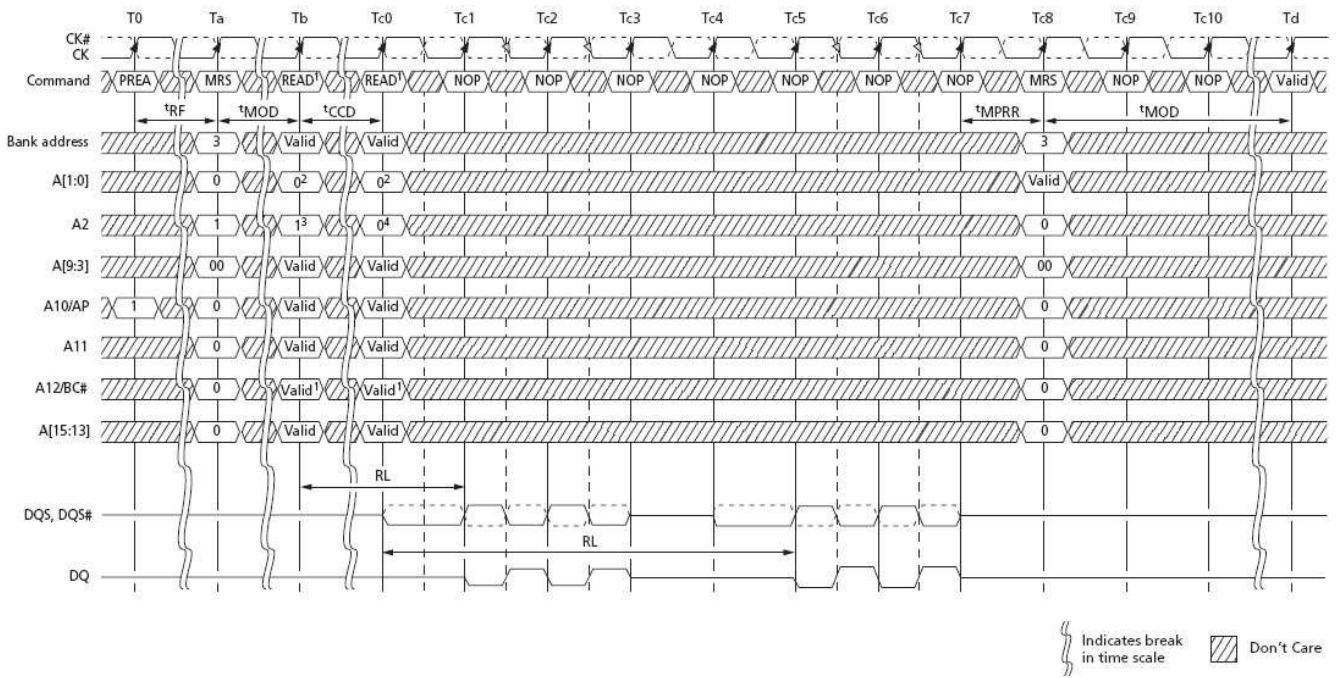 T0 Ta Tb Tc0 Tc1 Tc2 Tc3 Tc4 Tc5 Tc6 Tc7 Tc8 Tc9 Tc10 Td
CK#
CK
Command PREA MRS READ¹ READ¹ NOP NOP NOP NOP NOP NOP NOP MRS NOP NOP Valid
tRF tMOD tCCD tMPRR tMOD
Bank address 3 Valid Valid 3
A[1:0] 0 0² 0² Valid
A2 1 1³ 0⁴ 0
A[9:3] 00 Valid Valid 00
A10/AP 1 0 Valid Valid 0
A11 0 Valid Valid 0
A12/BC# 0 Valid¹ Valid¹ 0
A[15:13] 0 Valid Valid 0
RL
DQS, DQS#
RL
DQ
Indicates break
in time scale
Don't Care